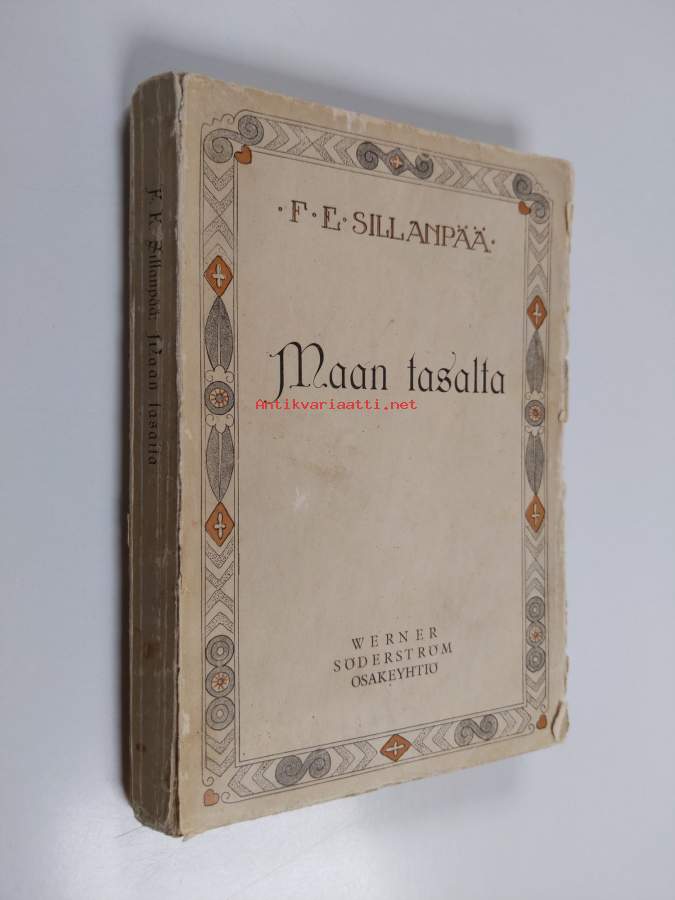 ·F·E·SILLANPÄÄ·
Maan tasalta
Antikvariaatti.net
WERNER
SÖDERSTRÖM
OSAKEYHTIÖ
F. E. Sillanpää: Maan tasalta